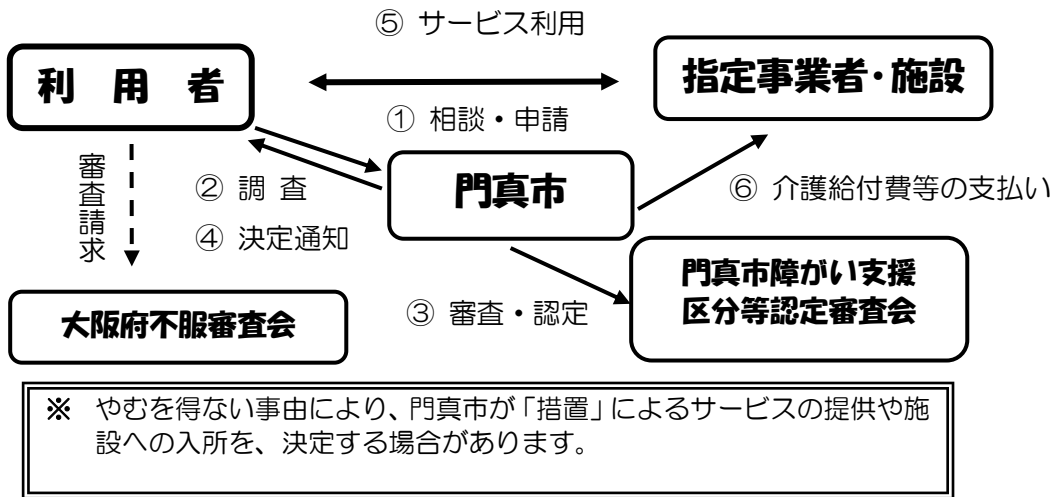 ⑤ サービス利用
利 用 者
指定事業者・施設
① 相談・申請
審査請求
② 調 査
門真市
⑥ 介護給付費等の支払い
④ 決定通知
門真市障がい支援
区分等認定審査会
③ 審査・認定
大阪府不服審査会
※ やむを得ない事由により、門真市が「措置」によるサービスの提供や施
設への入所を、決定する場合があります。